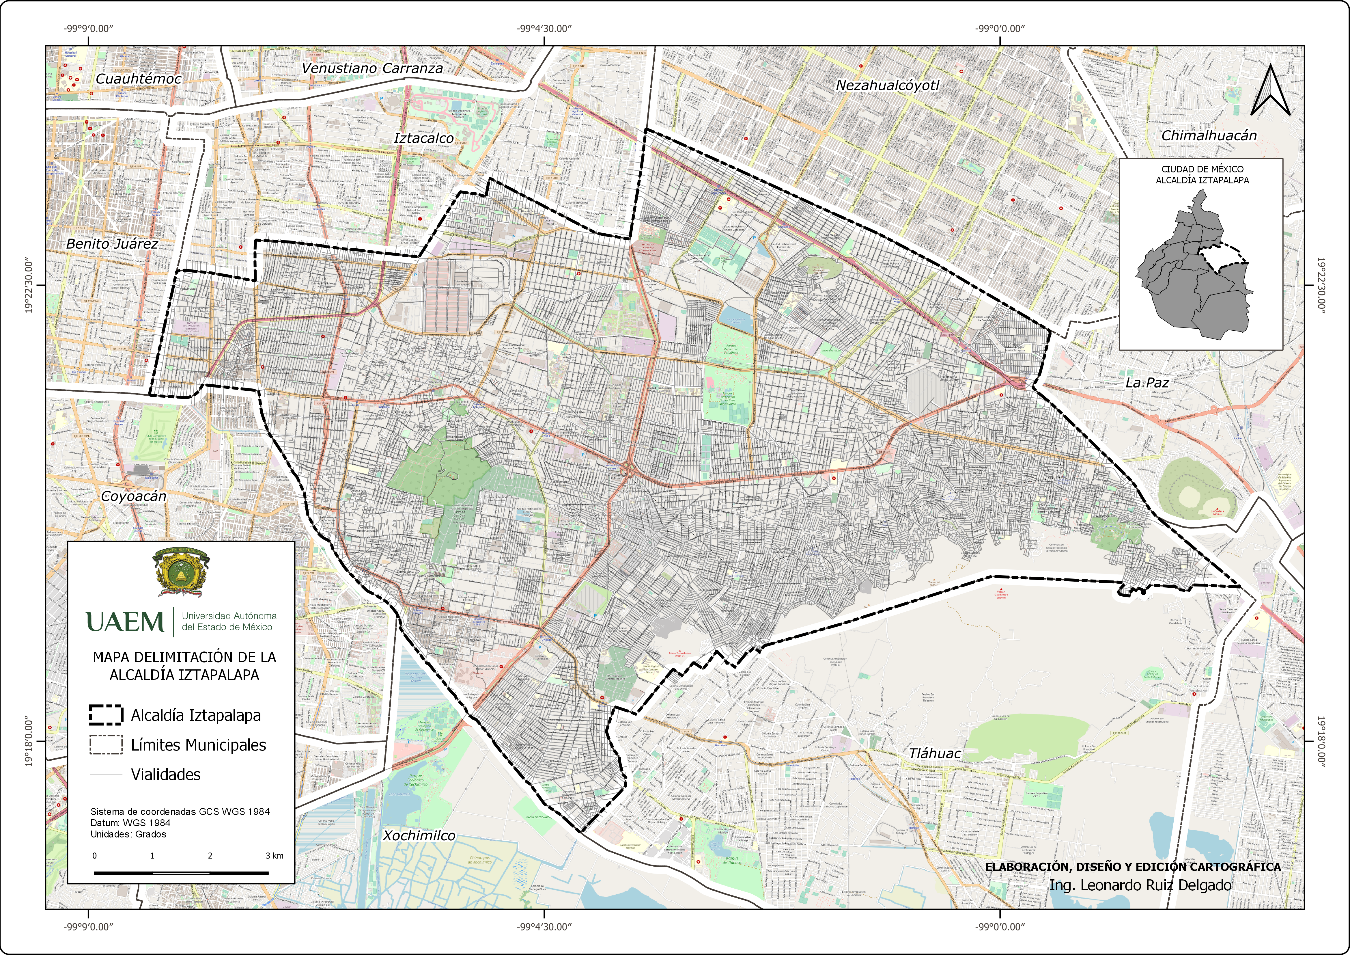 -99°9′0.00″
-99°4′30.00″
-99°0′0.00″
Cuauhtémoc
Venustiano Carranza
Nezahualcóyotl
Iztacalco
Chimalhuacán
CIUDAD DE MÉXICO
ALCALDÍA IZTAPALAPA
Benito Juárez
19°22′30.00″
19°22′30.00″
La Paz
Coyoacán
UAEM
Universidad Autónoma
del Estado de México
MAPA DELIMITACIÓN DE LA
ALCALDÍA IZTAPALAPA
Alcaldía Iztapalapa
Límites Municipales
Vialidades
Sistema de coordenadas GCS WGS 1984
Datum: WGS 1984
Unidades: Grados
0 1 2 3 km
19°18′0.00″
19°18′0.00″
Tláhuac
Xochimilco
ELABORACIÓN, DISEÑO Y EDICIÓN CARTOGRÁFICA
Ing. Leonardo Ruiz Delgado
-99°9′0.00″
-99°4′30.00″
-99°0′0.00″